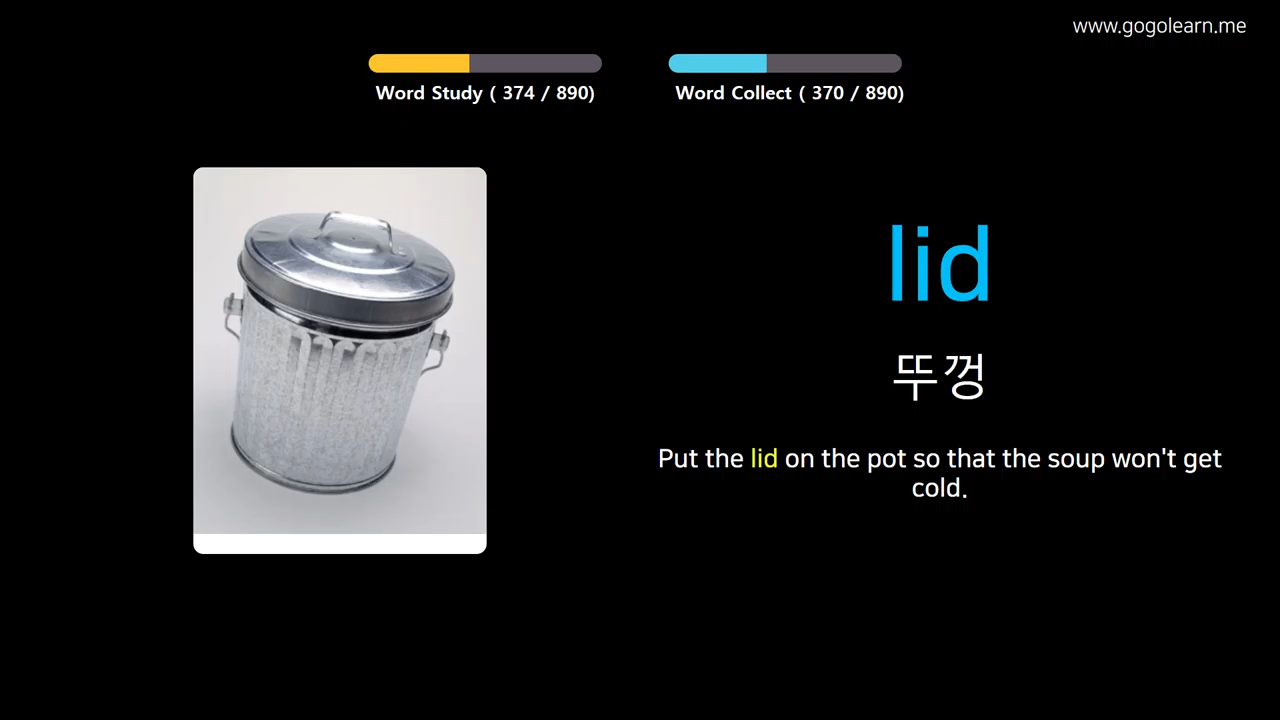 www.gogolearn.me
Word Study ( 374 / 890)
Word Collect ( 370 / 890)
lid
뚜껑
Put the lid on the pot so that the soup won't get
cold.